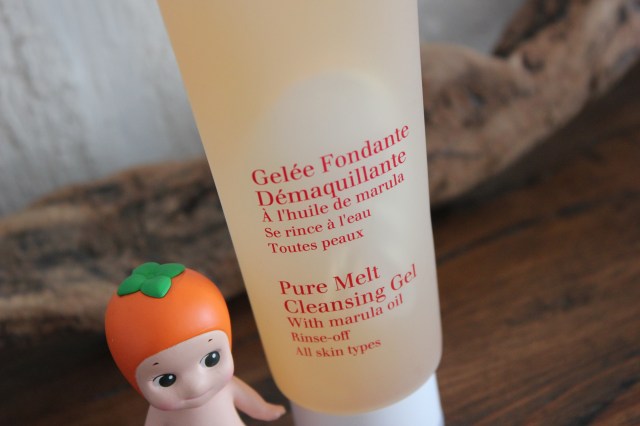 Gelée Fondante
Démaquillante
À l'huile de marula
Se rince à l'eau
Toutes peaux
Pure Melt
Cleansing Gel
With marula oil
Rinse-off
All skin types